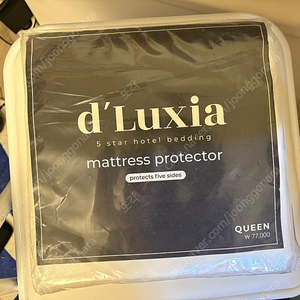 d'Luxia
5 star hotel bedding
mattress protector
protects five sides
QUEEN
₩ 77,000